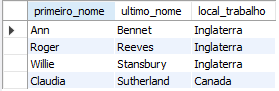 primeiro_nome ultimo_nome local_trabalho
Ann Bennet Inglaterra
Roger Reeves Inglaterra
Willie Stansbury Inglaterra
Claudia Sutherland Canada